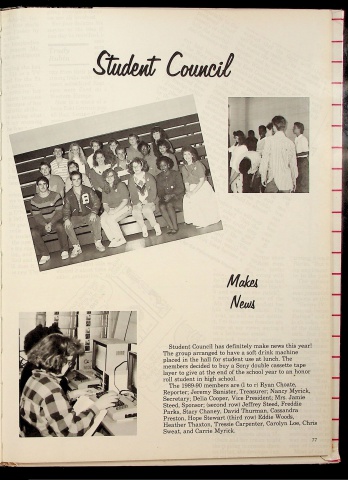 Student Council
Makes
News
Student Council has definitely make news this year!
The group arranged to have a soft drink machine
placed in the hall for student use at lunch. The
members decided to buy a Sony double cassette tape
layer to give at the end of the school year to an honor
roll student in high school.
The 1989-90 members are (l to r) Ryan Choate,
Reporter; Jeremy Banister, Treasurer; Nancy Myrick,
Secretary; Delia Cooper, Vice President; Mrs. Jamie
Steed, Sponsor; (second row) Jeffrey Steed, Freddie
Parks, Stacy Chaney, David Thurman, Cassandra
Preston, Hope Stewart (third row) Eddie Woods,
Heather Thaxton, Tressie Carpenter, Carolyn Lee, Chris
Sweat, and Carrie Myrick.
77